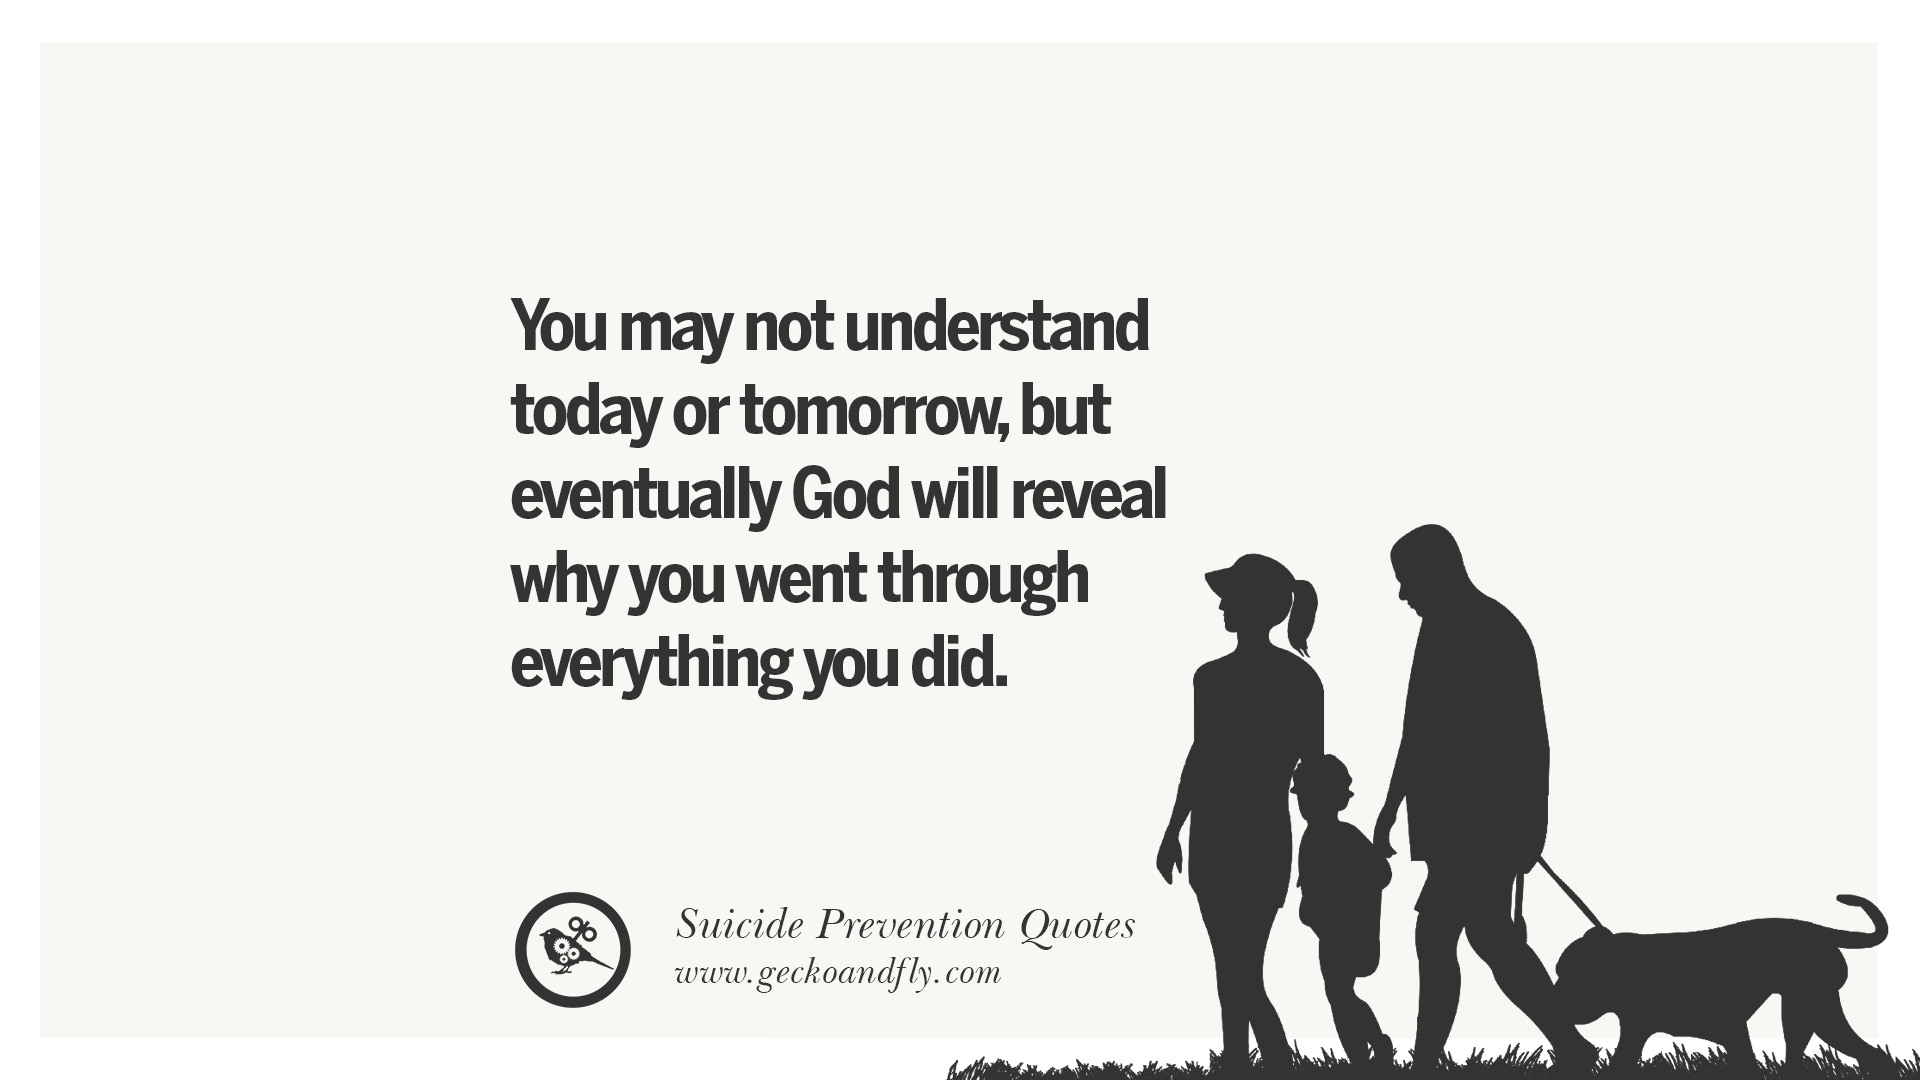 You may not understand
today or tomorrow, but
eventually God will reveal
why you went through
everything you did.
Suicide Prevention Quotes
www.geckoandfly.com